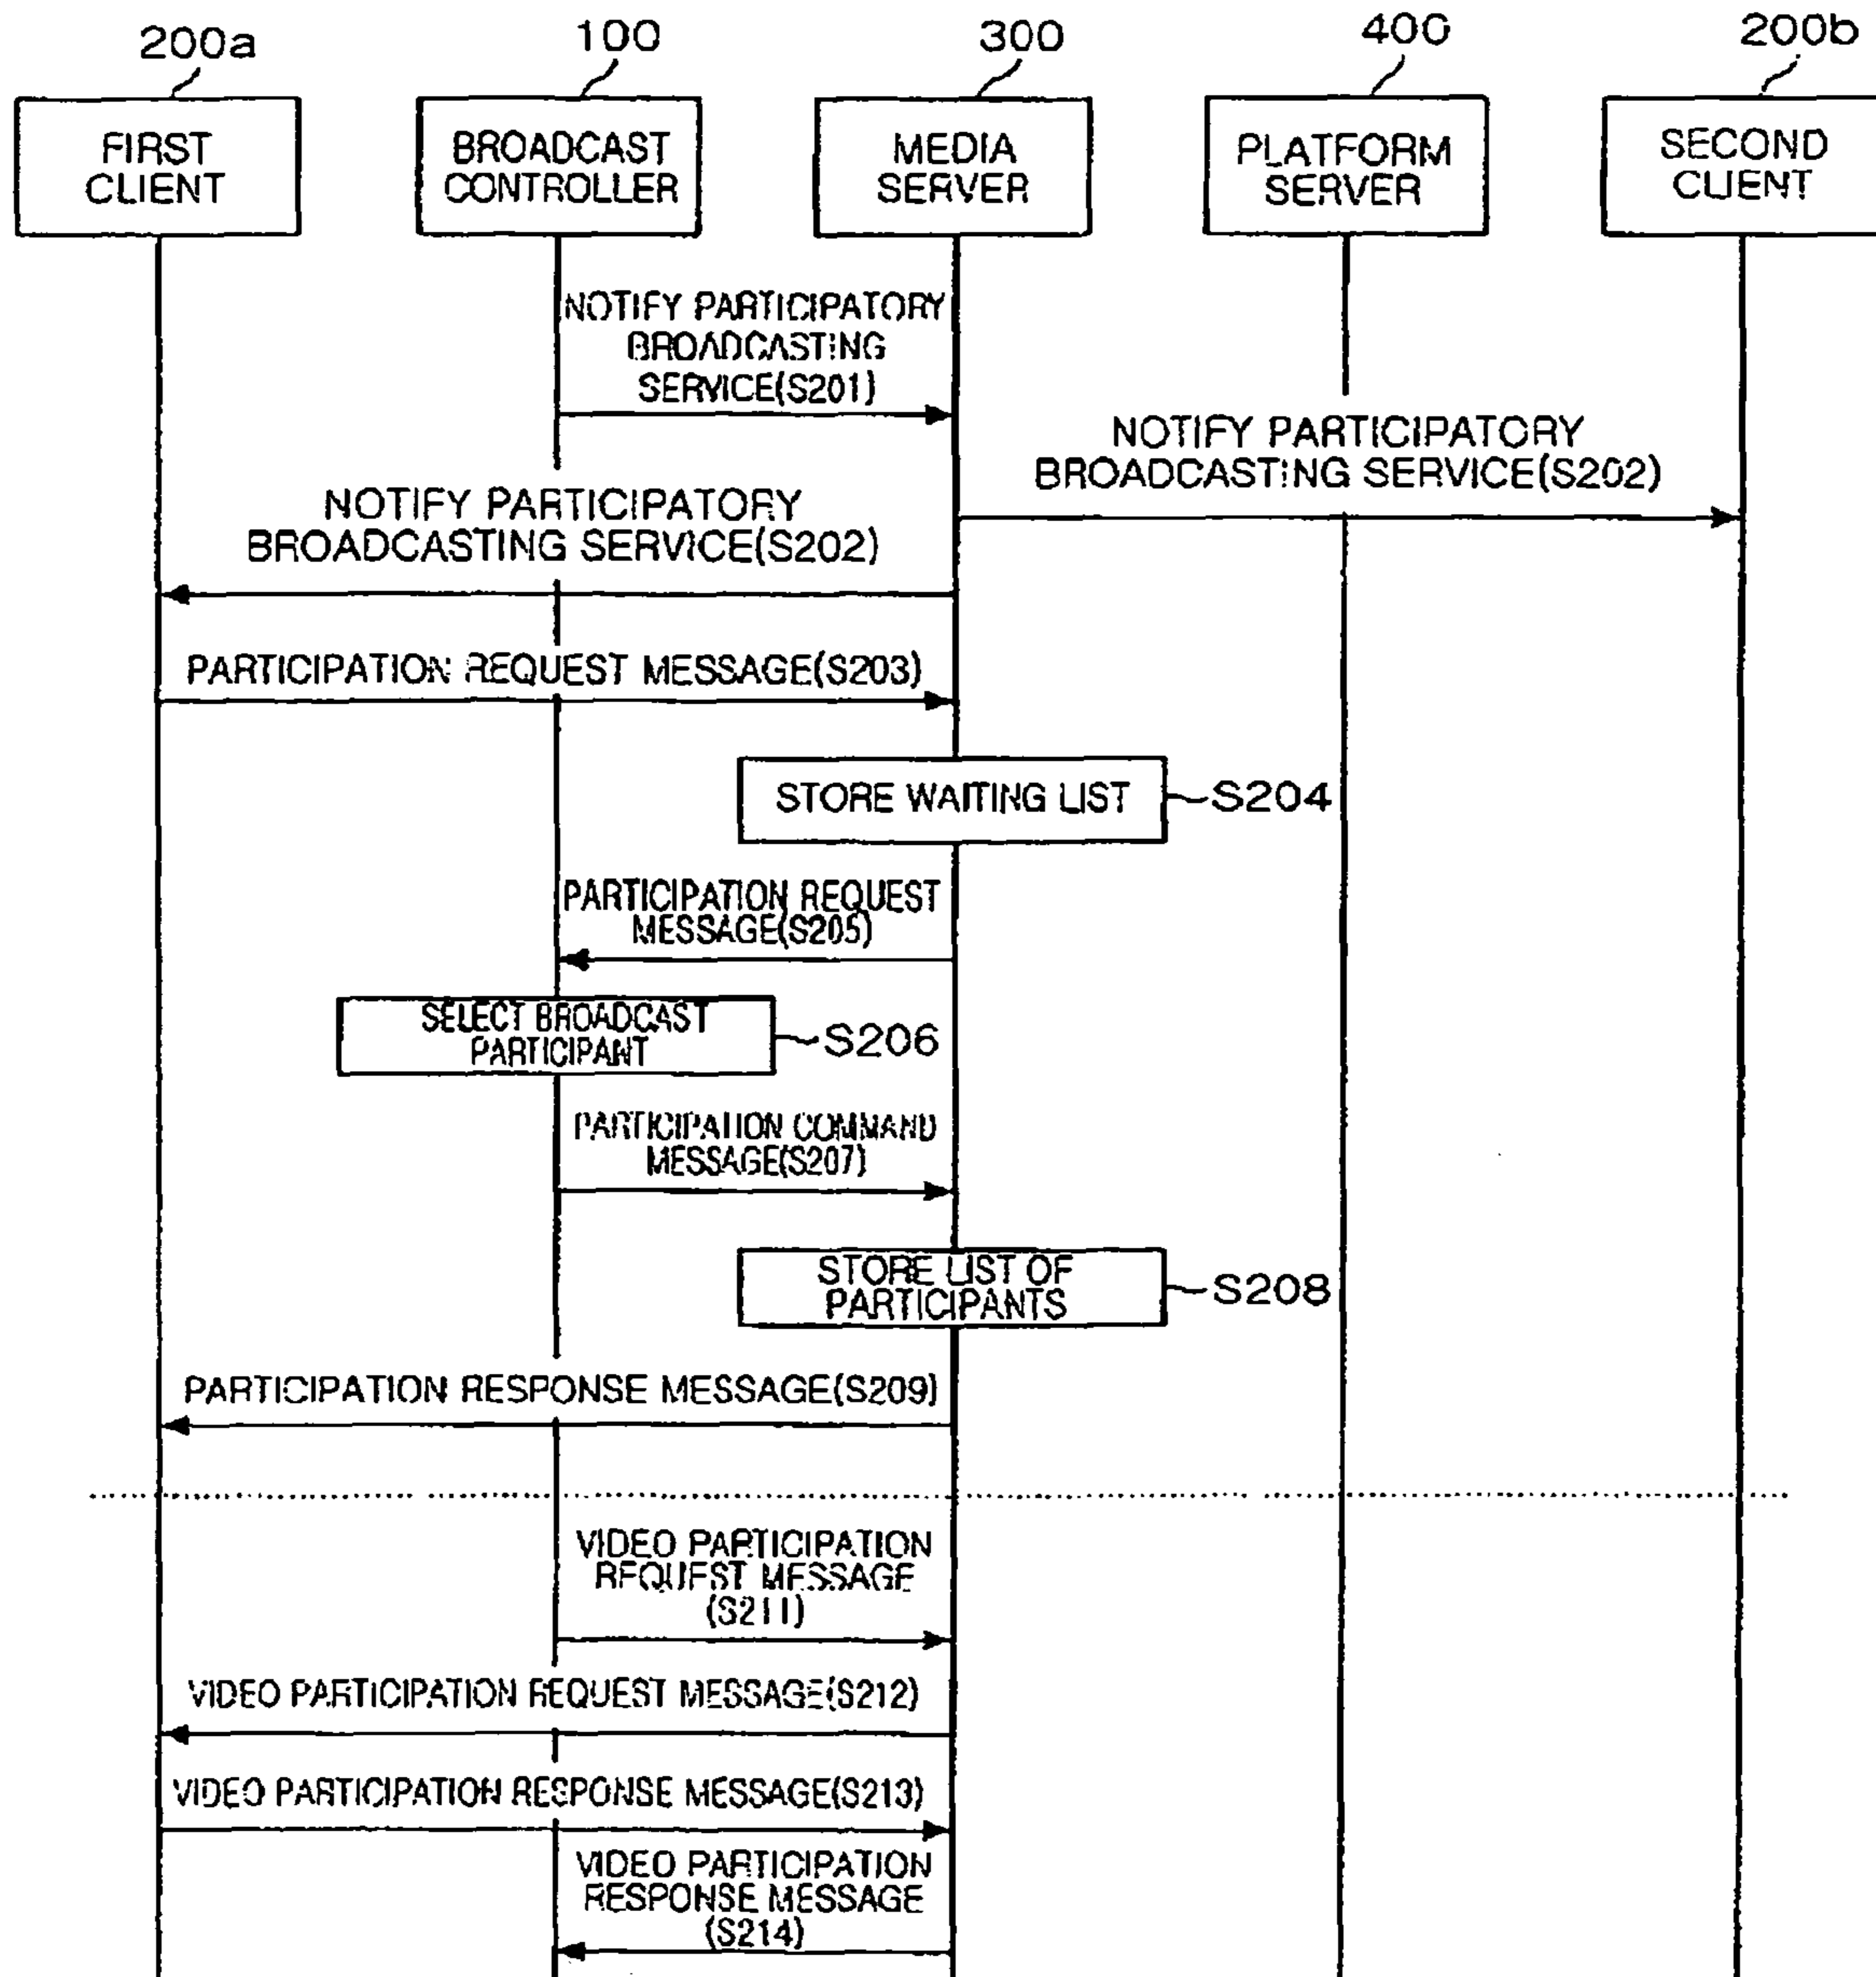 200a
100
300
400
200b
FIRST
CLIENT
BROADCAST
CONTROLLER
MEDIA
SERVER
PLATFORM
SERVER
SECOND
CLIENT
NOTIFY PARTICIPATORY
BROADCASTING
SERVICE(S201)
NOTIFY PARTICIPATORY
BROADCASTING SERVICE(S202)
NOTIFY PARTICIPATORY
BROADCASTING SERVICE(S202)
PARTICIPATION REQUEST MESSAGE(S203)
STORE WAITING LIST
S204
PARTICIPATION REQUEST
MESSAGE(S205)
SELECT BROADCAST
PARTICIPANT
S206
PARTICIPATION COMMAND
MESSAGE(S207)
STORE LIST OF
PARTICIPANTS
S208
PARTICIPATION RESPONSE MESSAGE(S209)
VIDEO PARTICIPATION
REQUEST MESSAGE
(S211)
VIDEO PARTICIPATION REQUEST MESSAGE(S212)
VIDEO PARTICIPATION RESPONSE MESSAGE(S213)
VIDEO PARTICIPATION
RESPONSE MESSAGE
(S214)